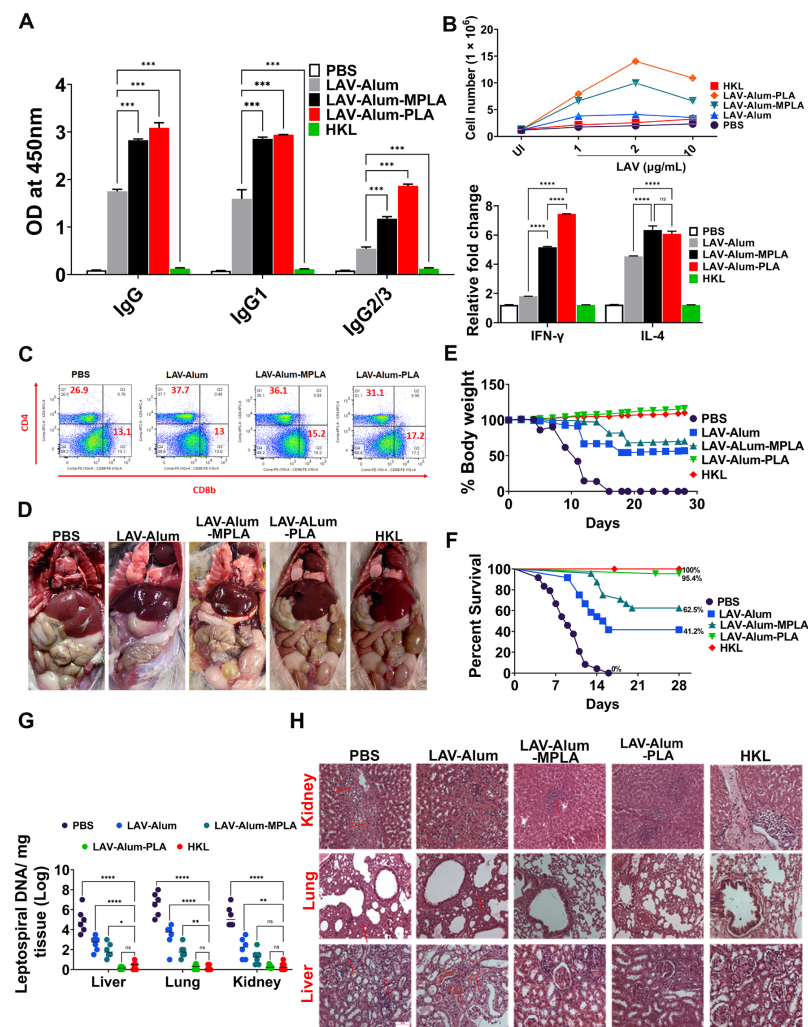 A
***
***
***
***
***
***
***
***
***
PBS
LAV-Alum
LAV-Alum-MPLA
LAV-Alum-PLA
HKL
OD at 450nm
4
3
2
1
0
IgG
IgG1
IgG2/3
B
Cell number (1 × 10⁶)
20
15
10
5
0
UI
1
2
10
LAV (µg/mL)
HKL
LAV-Alum-PLA
LAV-Alum-MPLA
LAV-Alum
PBS
Relative fold change
8
6
4
2
0
****
****
****
****
****
ns
IFN-γ
IL-4
PBS
LAV-Alum
LAV-Alum-MPLA
LAV-Alum-PLA
HKL
C
PBS
LAV-Alum
LAV-Alum-MPLA
LAV-Alum-PLA
26.9
37.7
36.1
31.1
13.1
13
15.2
17.2
CD4
CD8b
D
PBS
LAV-Alum
LAV-Alum
-MPLA
LAV-ALum
-PLA
HKL
E
% Body weight
150
100
50
0
0
10
20
30
Days
PBS
LAV-Alum
LAV-ALum-MPLA
LAV-Alum-PLA
HKL
F
Percent Survival
100
80
60
40
20
0
0
7
14
21
28
Days
100%
95.4%
62.5%
41.2%
0%
PBS
LAV-Alum
LAV-Alum-MPLA
LAV-Alum-PLA
HKL
G
PBS
LAV-Alum
LAV-Alum-MPLA
LAV-Alum-PLA
HKL
Leptospiral DNA/ mg
tissue (Log)
10
8
6
4
2
0
****
****
*
ns
****
****
**
ns
****
**
ns
ns
Liver
Lung
Kidney
H
PBS
LAV-Alum
LAV-Alum
-MPLA
LAV-Alum
-PLA
HKL
Kidney
Lung
Liver